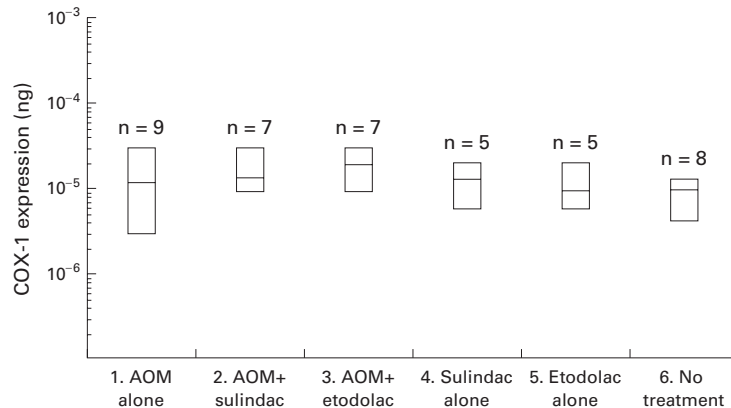 COX-1 expression (ng)
10⁻³
10⁻⁴
10⁻⁵
10⁻⁶
n = 9
n = 7
n = 7
n = 5
n = 5
n = 8
1. AOM
alone
2. AOM+
sulindac
3. AOM+
etodolac
4. Sulindac
alone
5. Etodolac
alone
6. No
treatment